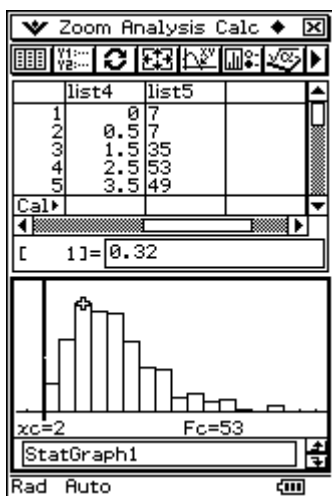 Zoom Analysis Calc
list4 list5
1 0 7
2 0.5 7
3 1.5 35
4 2.5 53
5 3.5 49
Cal
[ 1]= 0.32
xc=2 Fc=53
StatGraph1
Rad Auto